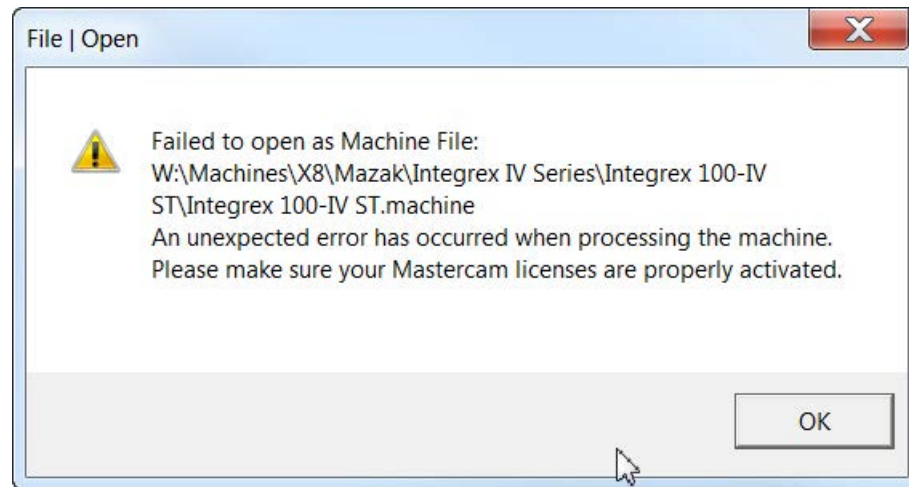 File | Open
Failed to open as Machine File:
W:\Machines\X8\Mazak\Integrex IV Series\Integrex 100-IV
ST\Integrex 100-IV ST.machine
An unexpected error has occurred when processing the machine.
Please make sure your Mastercam licenses are properly activated.
OK